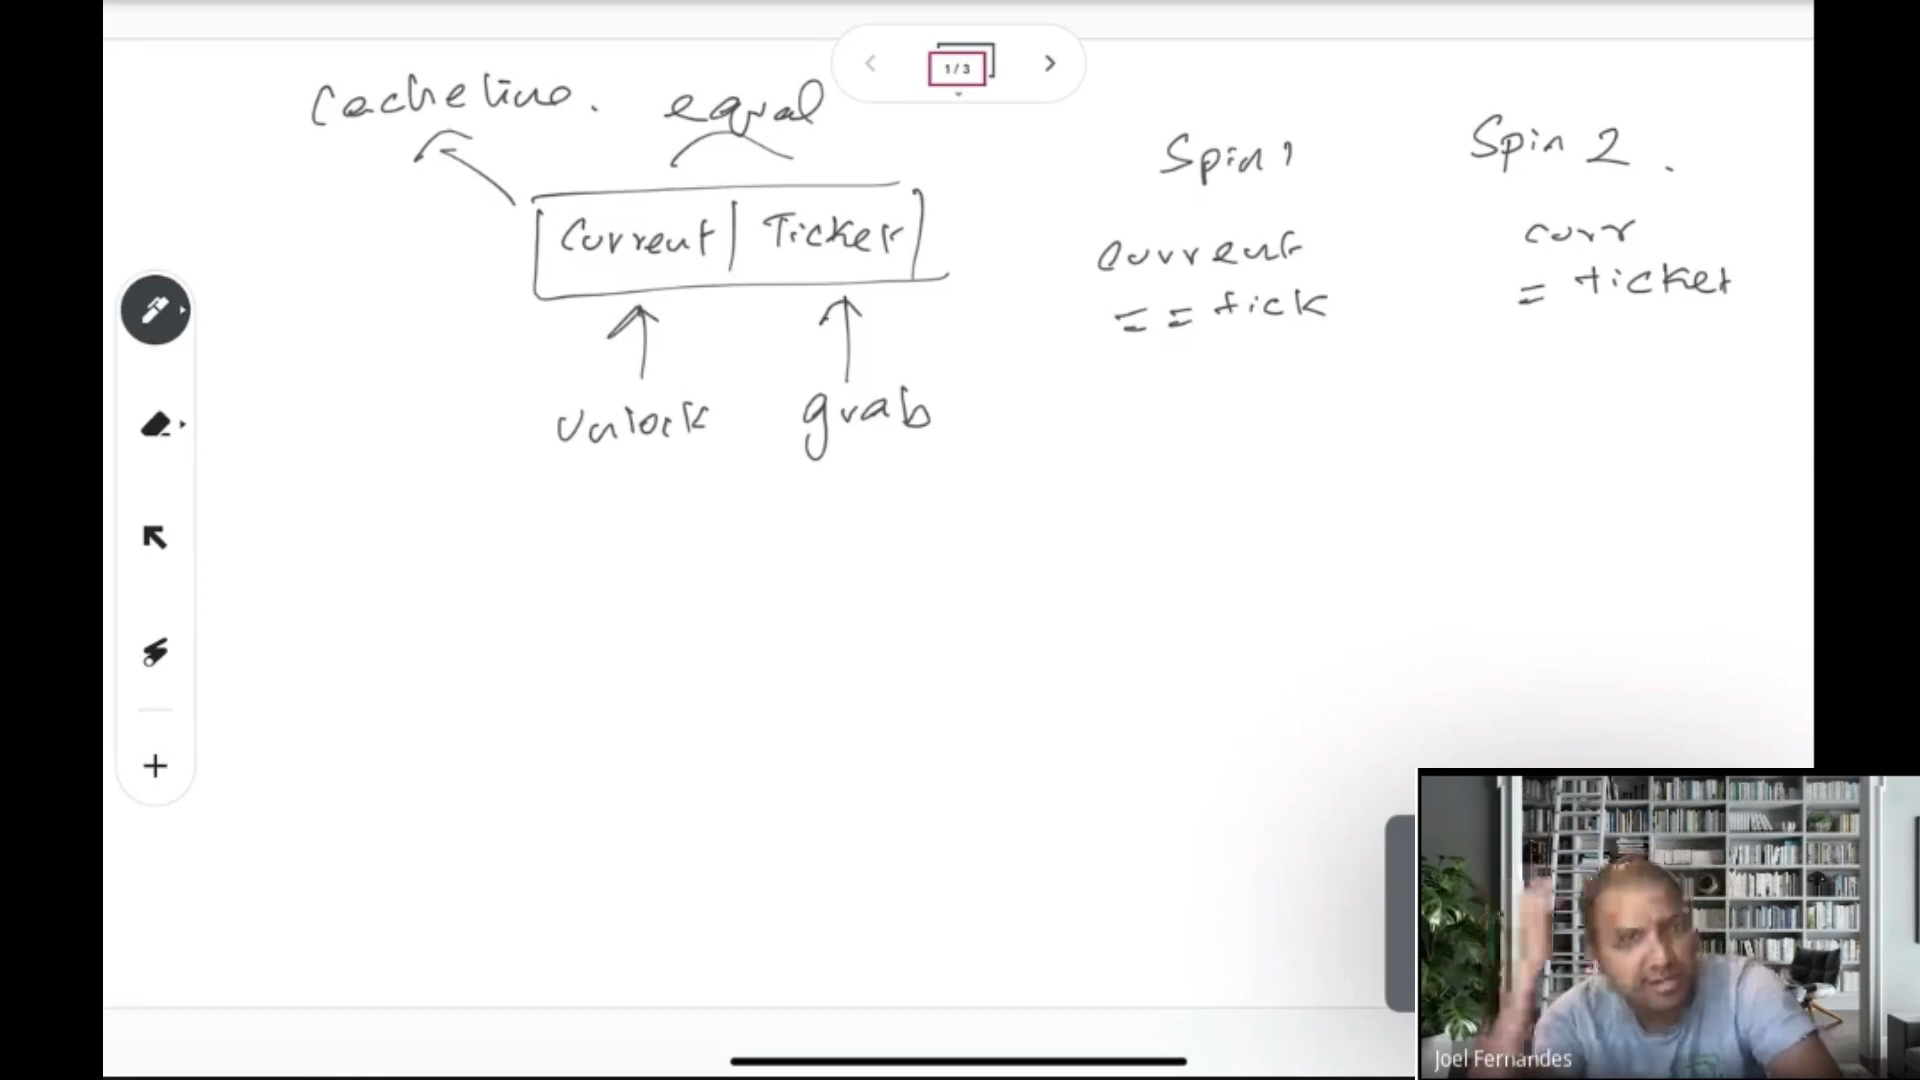 1 / 3
Cacheline. equal
Spin 1
Spin 2.
Current | Ticket
current
== tick
curr
= ticket
unlock
grab
Joel Fernandes